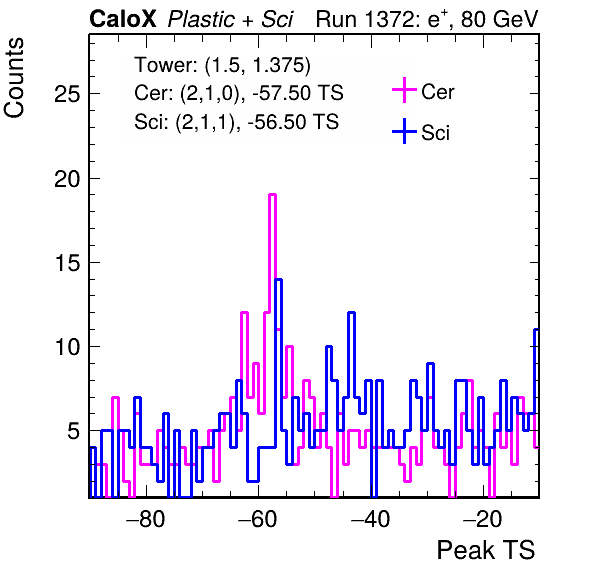 CaloX Plastic + Sci Run 1372: e+, 80 GeV
Counts
Tower: (1.5, 1.375)
Cer: (2,1,0), -57.50 TS
Sci: (2,1,1), -56.50 TS
Cer
Sci
25
20
15
10
5
−80 −60 −40 −20
Peak TS